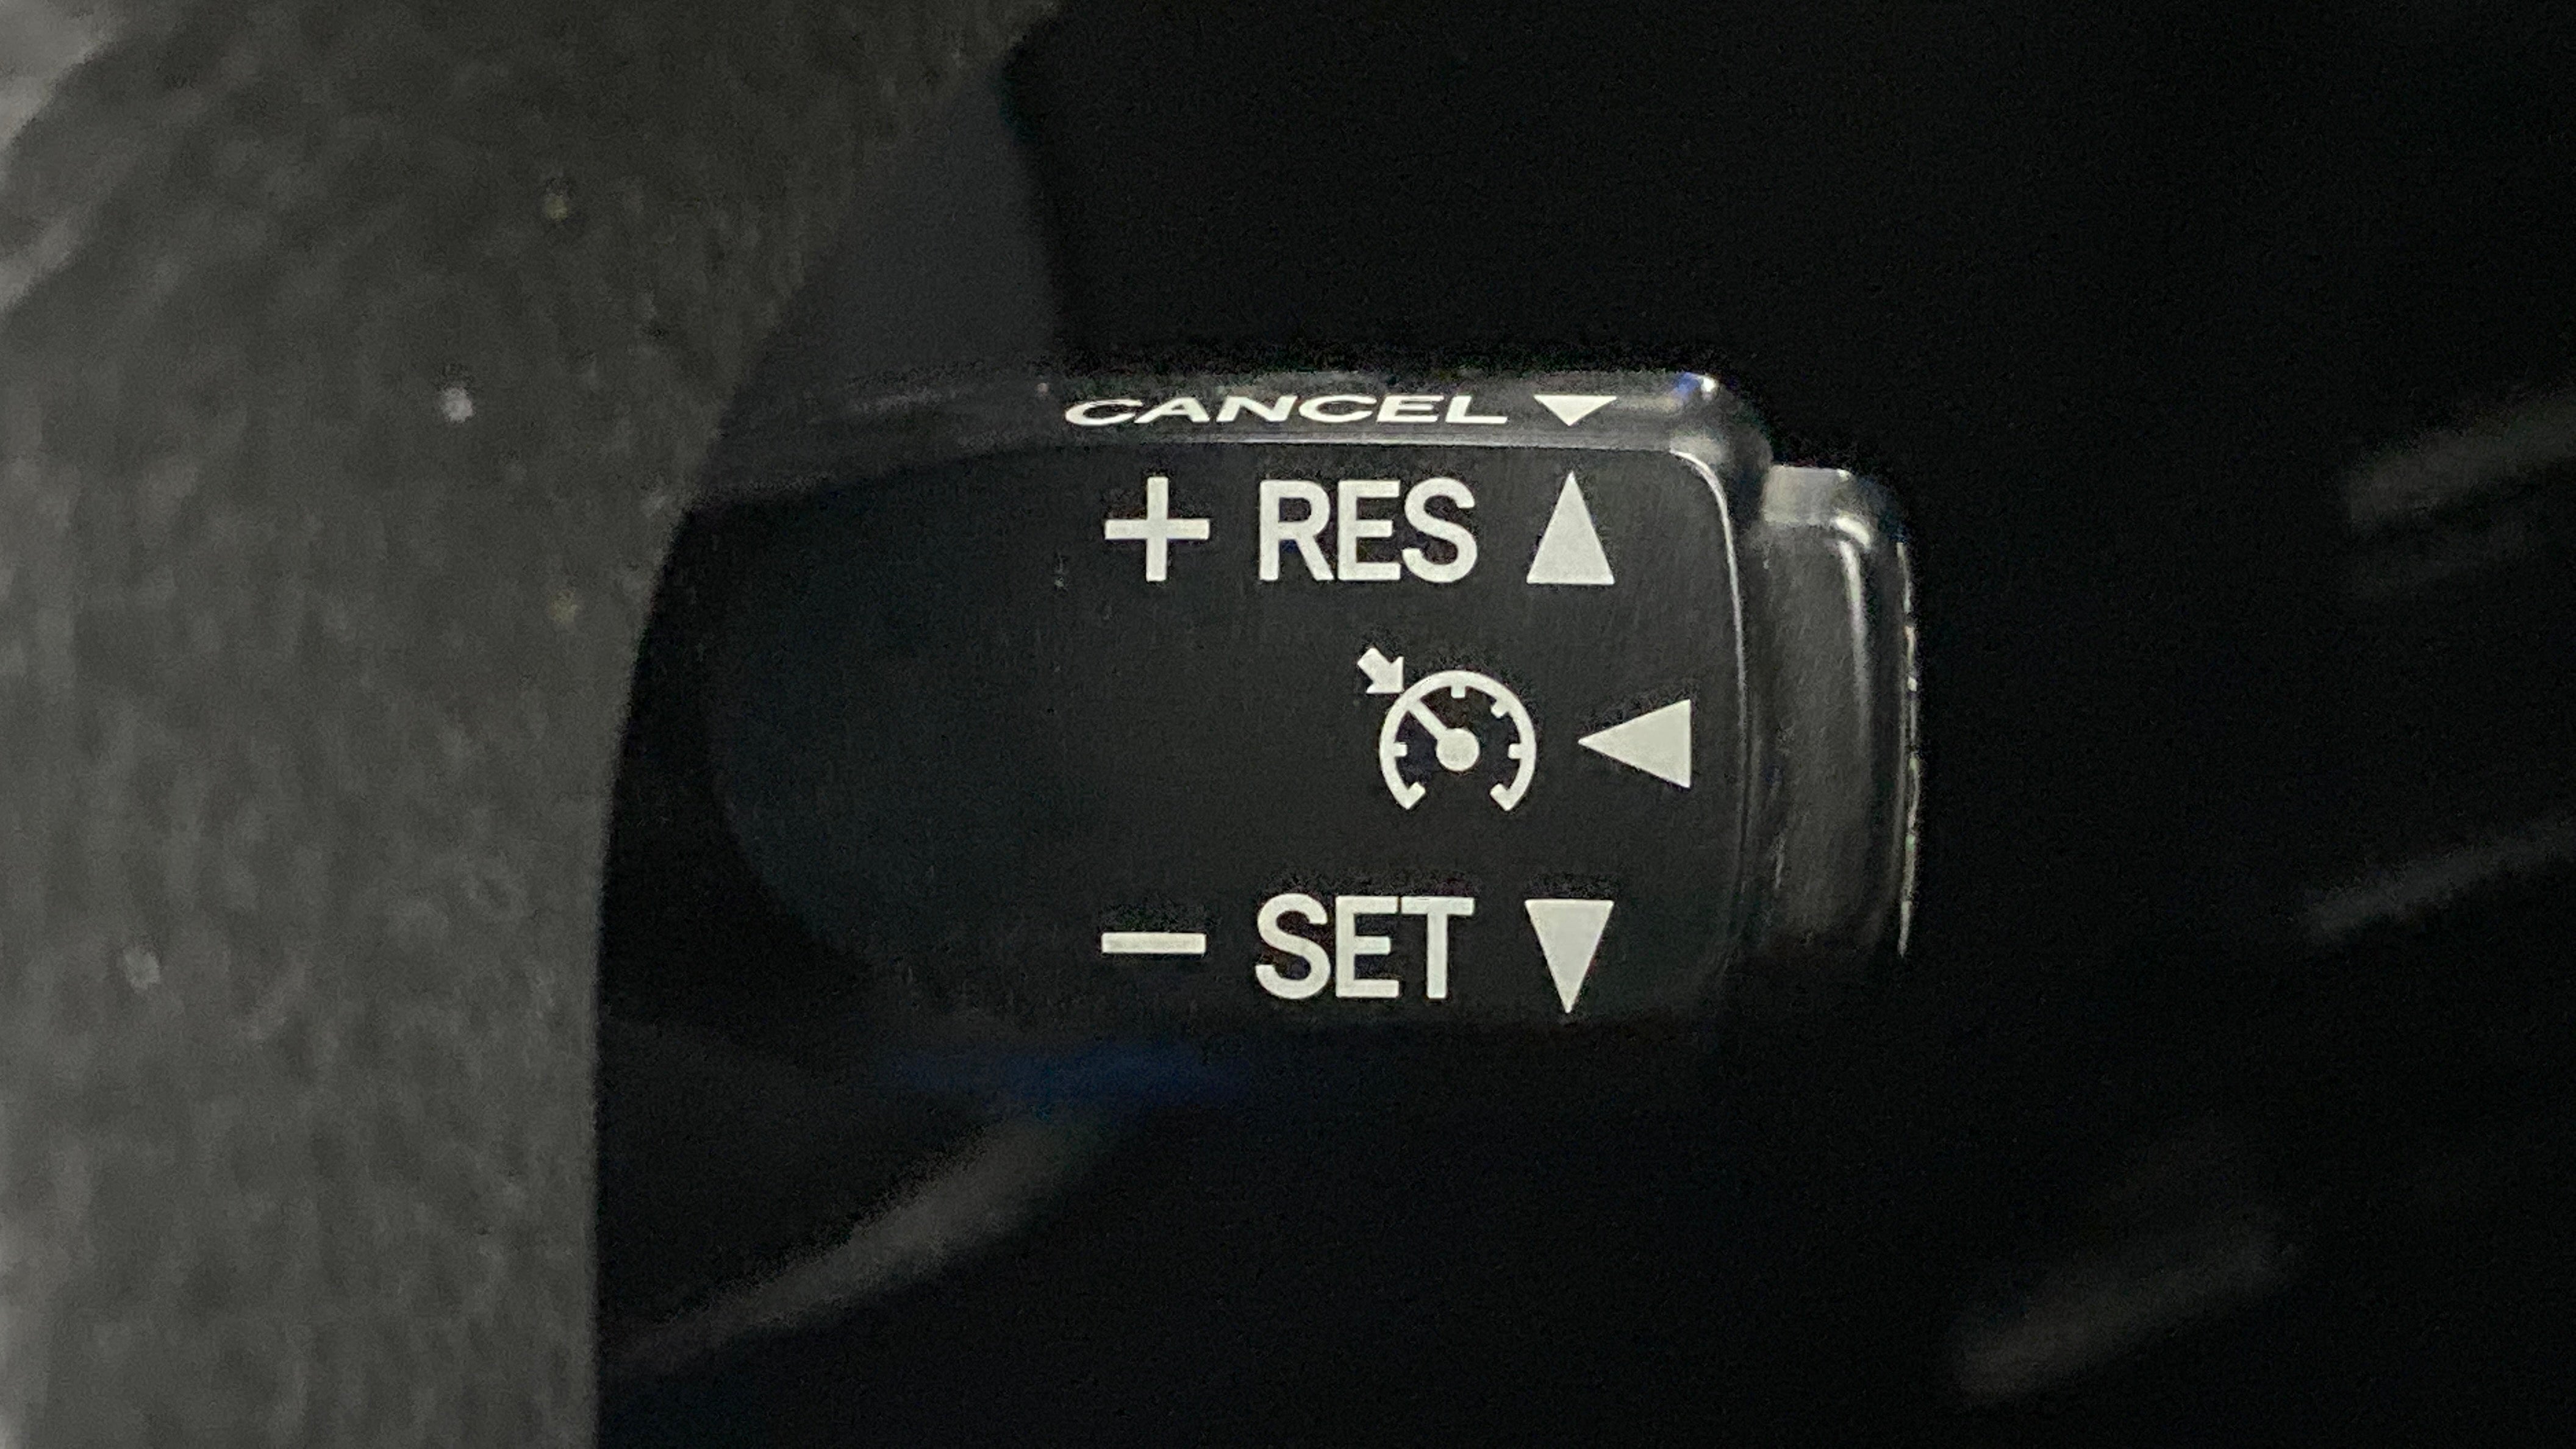 CANCEL ▼
+ RES ▲
◀
− SET ▼